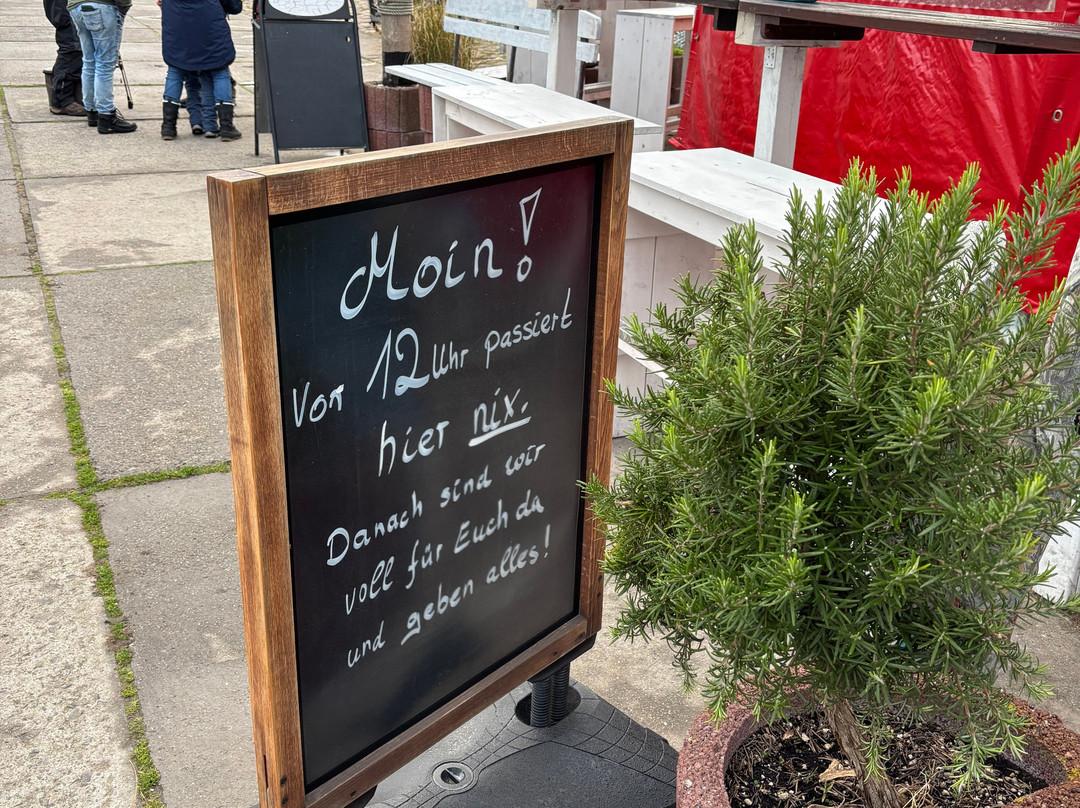 Moin!
Vor 12 Uhr passiert
hier nix.
Danach sind wir
voll für Euch da
und geben alles!